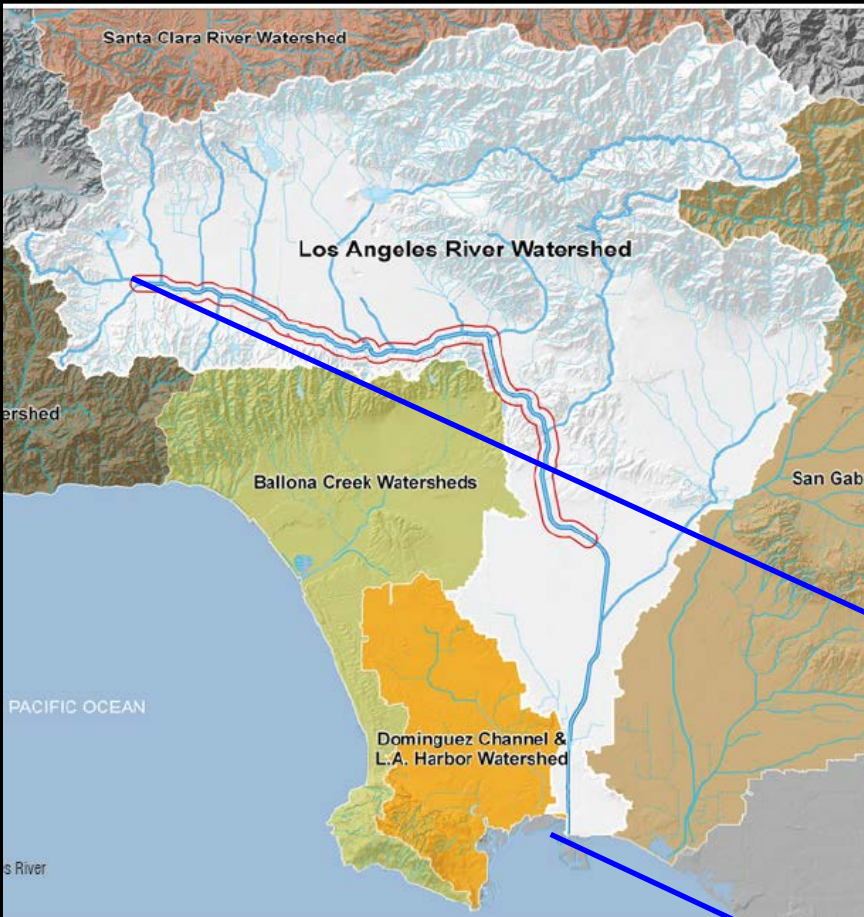 Santa Clara River Watershed
Los Angeles River Watershed
ershed
Ballona Creek Watersheds
San Gab
PACIFIC OCEAN
Dominguez Channel &
L.A. Harbor Watershed
s River